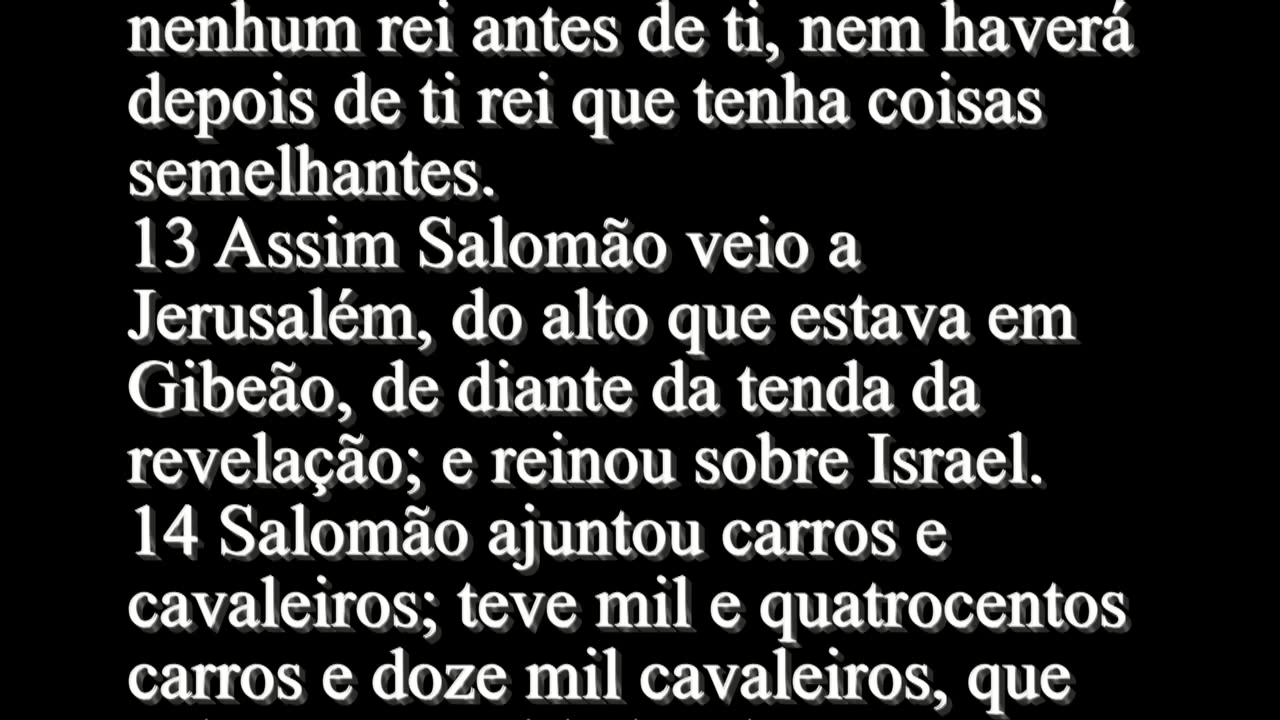 nenhum rei antes de ti, nem haverá
depois de ti rei que tenha coisas
semelhantes.
13 Assim Salomão veio a
Jerusalém, do alto que estava em
Gibeão, de diante da tenda da
revelação; e reinou sobre Israel.
14 Salomão ajuntou carros e
cavaleiros; teve mil e quatrocentos
carros e doze mil cavaleiros, que